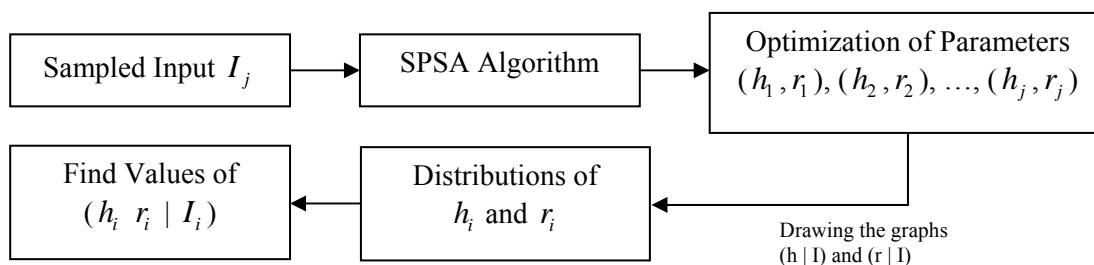 Sampled Input I_j
SPSA Algorithm
Optimization of Parameters
(h_1, r_1), (h_2, r_2), …, (h_j, r_j)
Find Values of
(h_i r_i | I_i)
Distributions of
h_i and r_i
Drawing the graphs
(h | I) and (r | I)